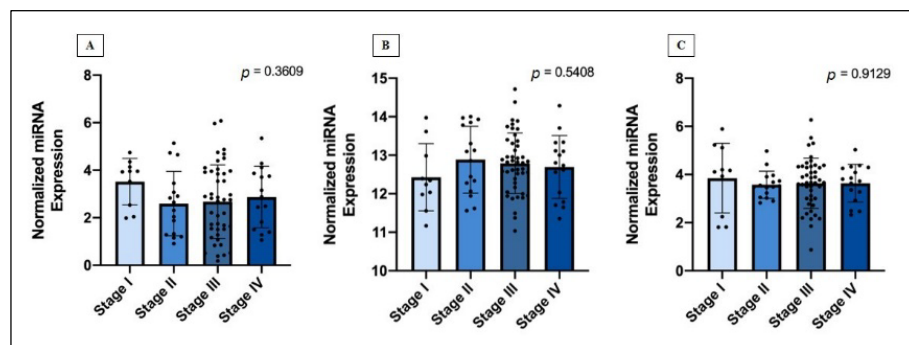 A
p = 0.3609
Normalized miRNA
Expression
8
6
4
2
0
Stage I
Stage II
Stage III
Stage IV
B
p = 0.5408
Normalized miRNA
Expression
15
14
13
12
11
10
Stage I
Stage II
Stage III
Stage IV
C
p = 0.9129
Normalized miRNA
Expression
8
6
4
2
0
Stage I
Stage II
Stage III
Stage IV